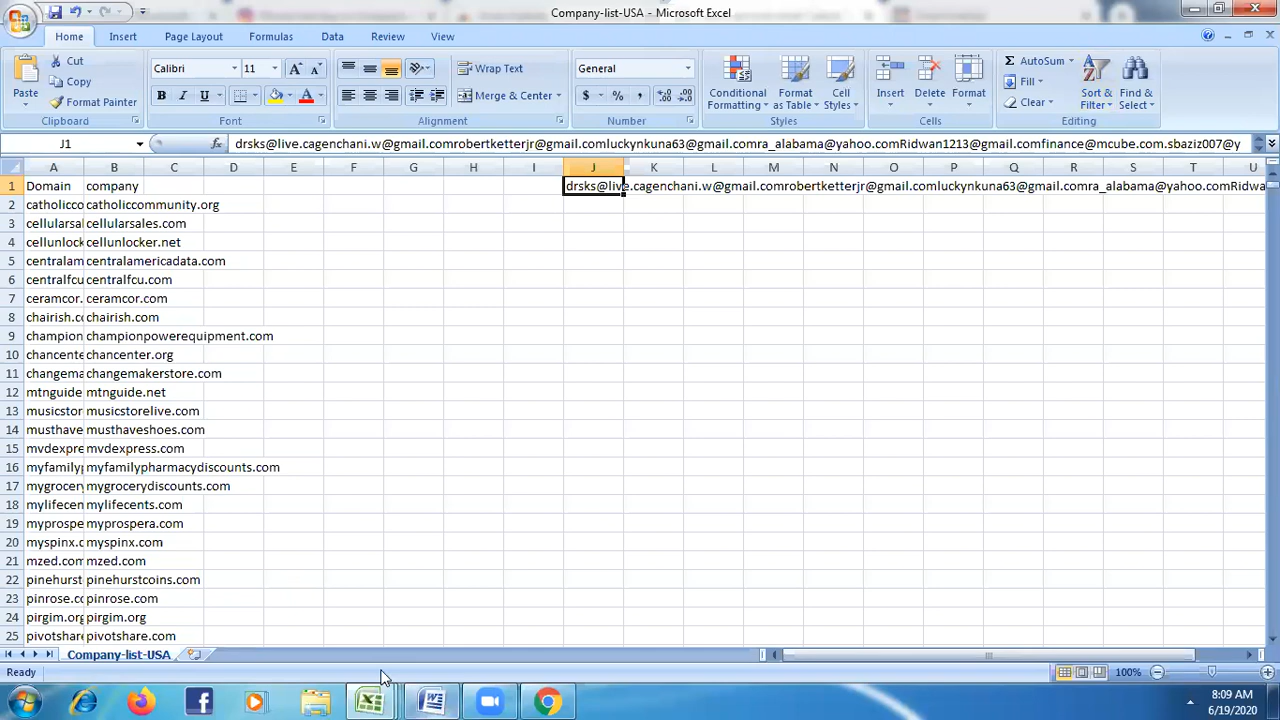 Company-list-USA - Microsoft Excel
Home Insert Page Layout Formulas Data Review View
Paste Cut Copy Format Painter
Clipboard
Calibri 11
B I U A
Font
Wrap Text
Merge & Center
Alignment
General
$ % ,
Number
Conditional Formatting
Format as Table
Cell Styles
Styles
Insert Delete Format
Cells
AutoSum
Fill
Clear
Sort & Filter
Find & Select
Editing
J1 fx drsks@live.cagenchani.w@gmail.comrobertketterjr@gmail.comluckynkuna63@gmail.comra_alabama@yahoo.comRidwan1213@gmail.comfinance@mcube.com.sbaziz007@y
A B C D E F G H I J K L M N O P Q R S T U
1 Domain company drsks@live.cagenchani.w@gmail.comrobertketterjr@gmail.comluckynkuna63@gmail.comra_alabama@yahoo.comRidwa
2 catholicco catholiccommunity.org
3 cellularsal cellularsales.com
4 cellunlock cellunlocker.net
5 centralam centralamericadata.com
6 centralfcu centralfcu.com
7 ceramcor. ceramcor.com
8 chairish.co chairish.com
9 champion championpowerequipment.com
10 chancente chancenter.org
11 changema changemakerstore.com
12 mtnguide mtnguide.net
13 musicstor musicstorelive.com
14 musthave musthaveshoes.com
15 mvdexpre mvdexpress.com
16 myfamilyp myfamilypharmacydiscounts.com
17 mygrocery mygrocerydiscounts.com
18 mylifecen mylifecents.com
19 myprospe myprospera.com
20 myspinx.c myspinx.com
21 mzed.com mzed.com
22 pinehurst pinehurstcoins.com
23 pinrose.co pinrose.com
24 pirgim.org pirgim.org
25 pivotshare pivotshare.com
Company-list-USA
Ready 100%
8:09 AM
6/19/2020